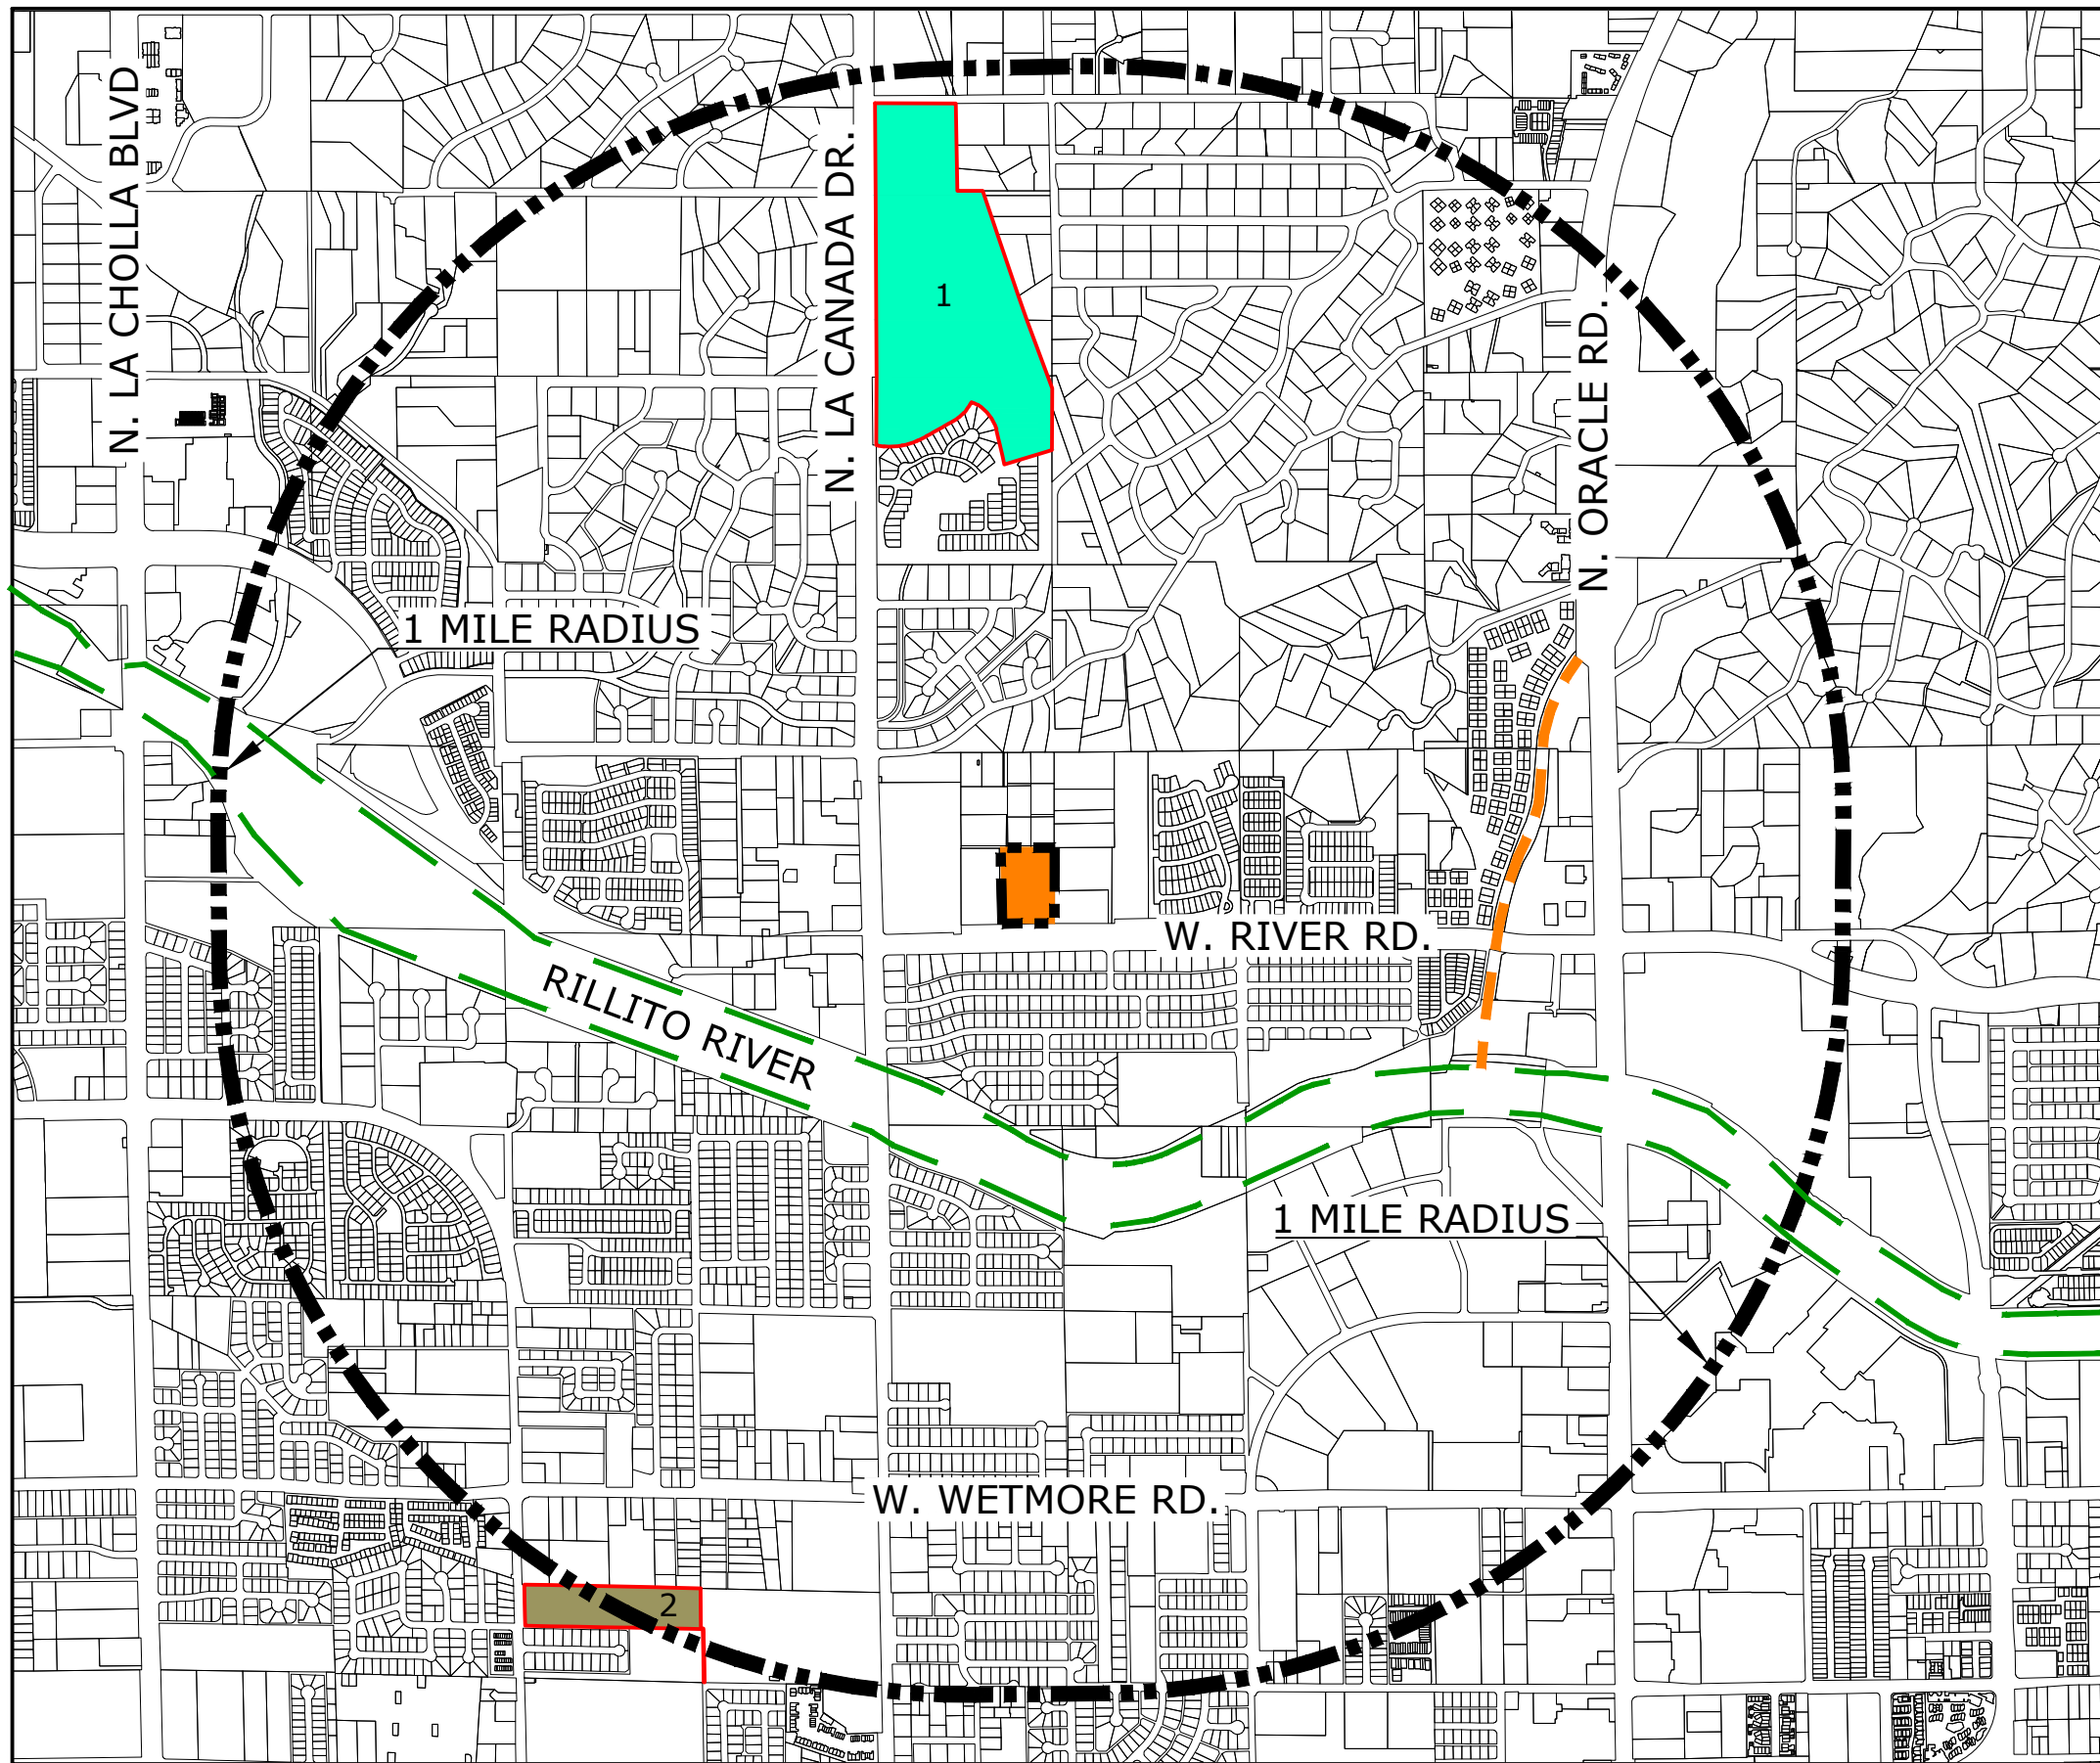 N. LA CHOLLA BLVD
N. LA CANADA DR.
1
N. ORACLE RD.
1 MILE RADIUS
W. RIVER RD.
RILLITO RIVER
1 MILE RADIUS
W. WETMORE RD.
2